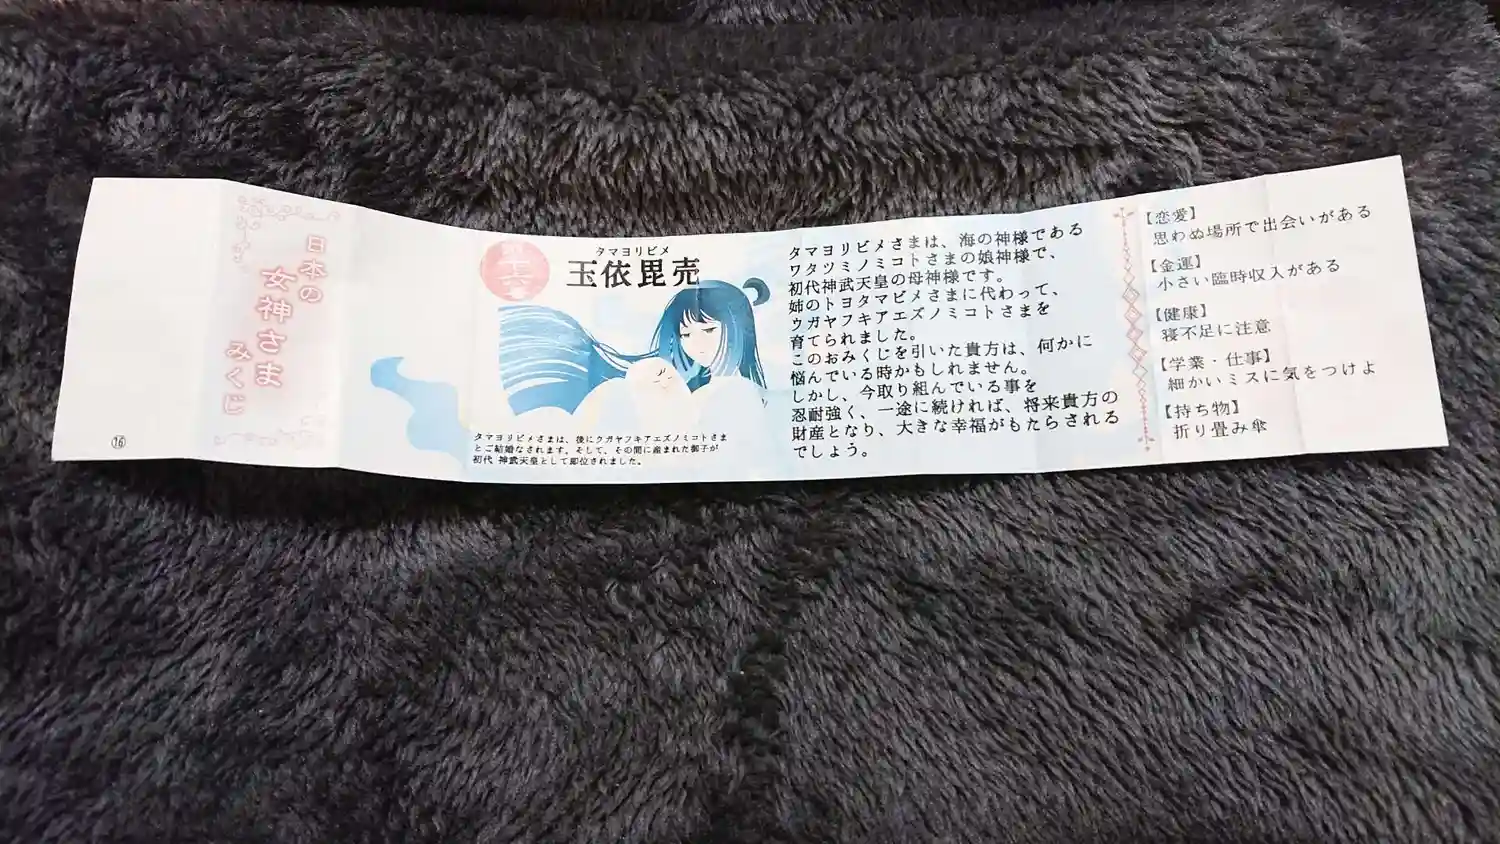 日本の
女神さま
みくじ
⑯
タマヨリビメ
玉依毘売
タマヨリビメさまは、後にウガヤフキアエズノミコトさま
とご結婚なされます。そして、その間に産まれた御子が
初代 神武天皇として即位されました。
タマヨリビメさまは、海の神様である
ワタツミノミコトさまの娘神様で、
初代神武天皇の母神様です。
姉のトヨタマビメさまに代わって、
ウガヤフキアエズノミコトさまを
育てられました。
このおみくじを引いた貴方は、何かに
悩んでいる時かもしれません。
しかし、今取り組んでいる事を
忍耐強く、一途に続ければ、将来貴方の
財産となり、大きな幸福がもたらされる
でしょう。
【恋愛】
思わぬ場所で出会いがある
【金運】
小さい臨時収入がある
【健康】
寝不足に注意
【学業・仕事】
細かいミスに気をつけよ
【持ち物】
折り畳み傘